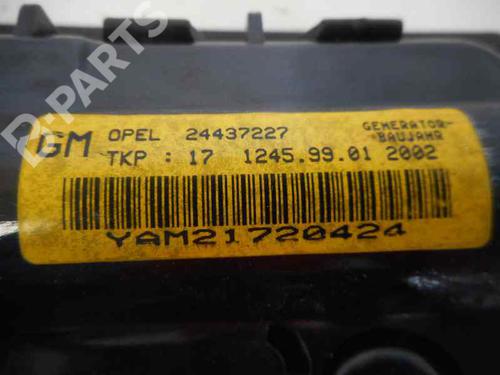 B-PARTS
GM OPEL 24437227 GENERATOR-
BAUJAHR
TKP : 17 1245.99.01 2002
YAM21720424